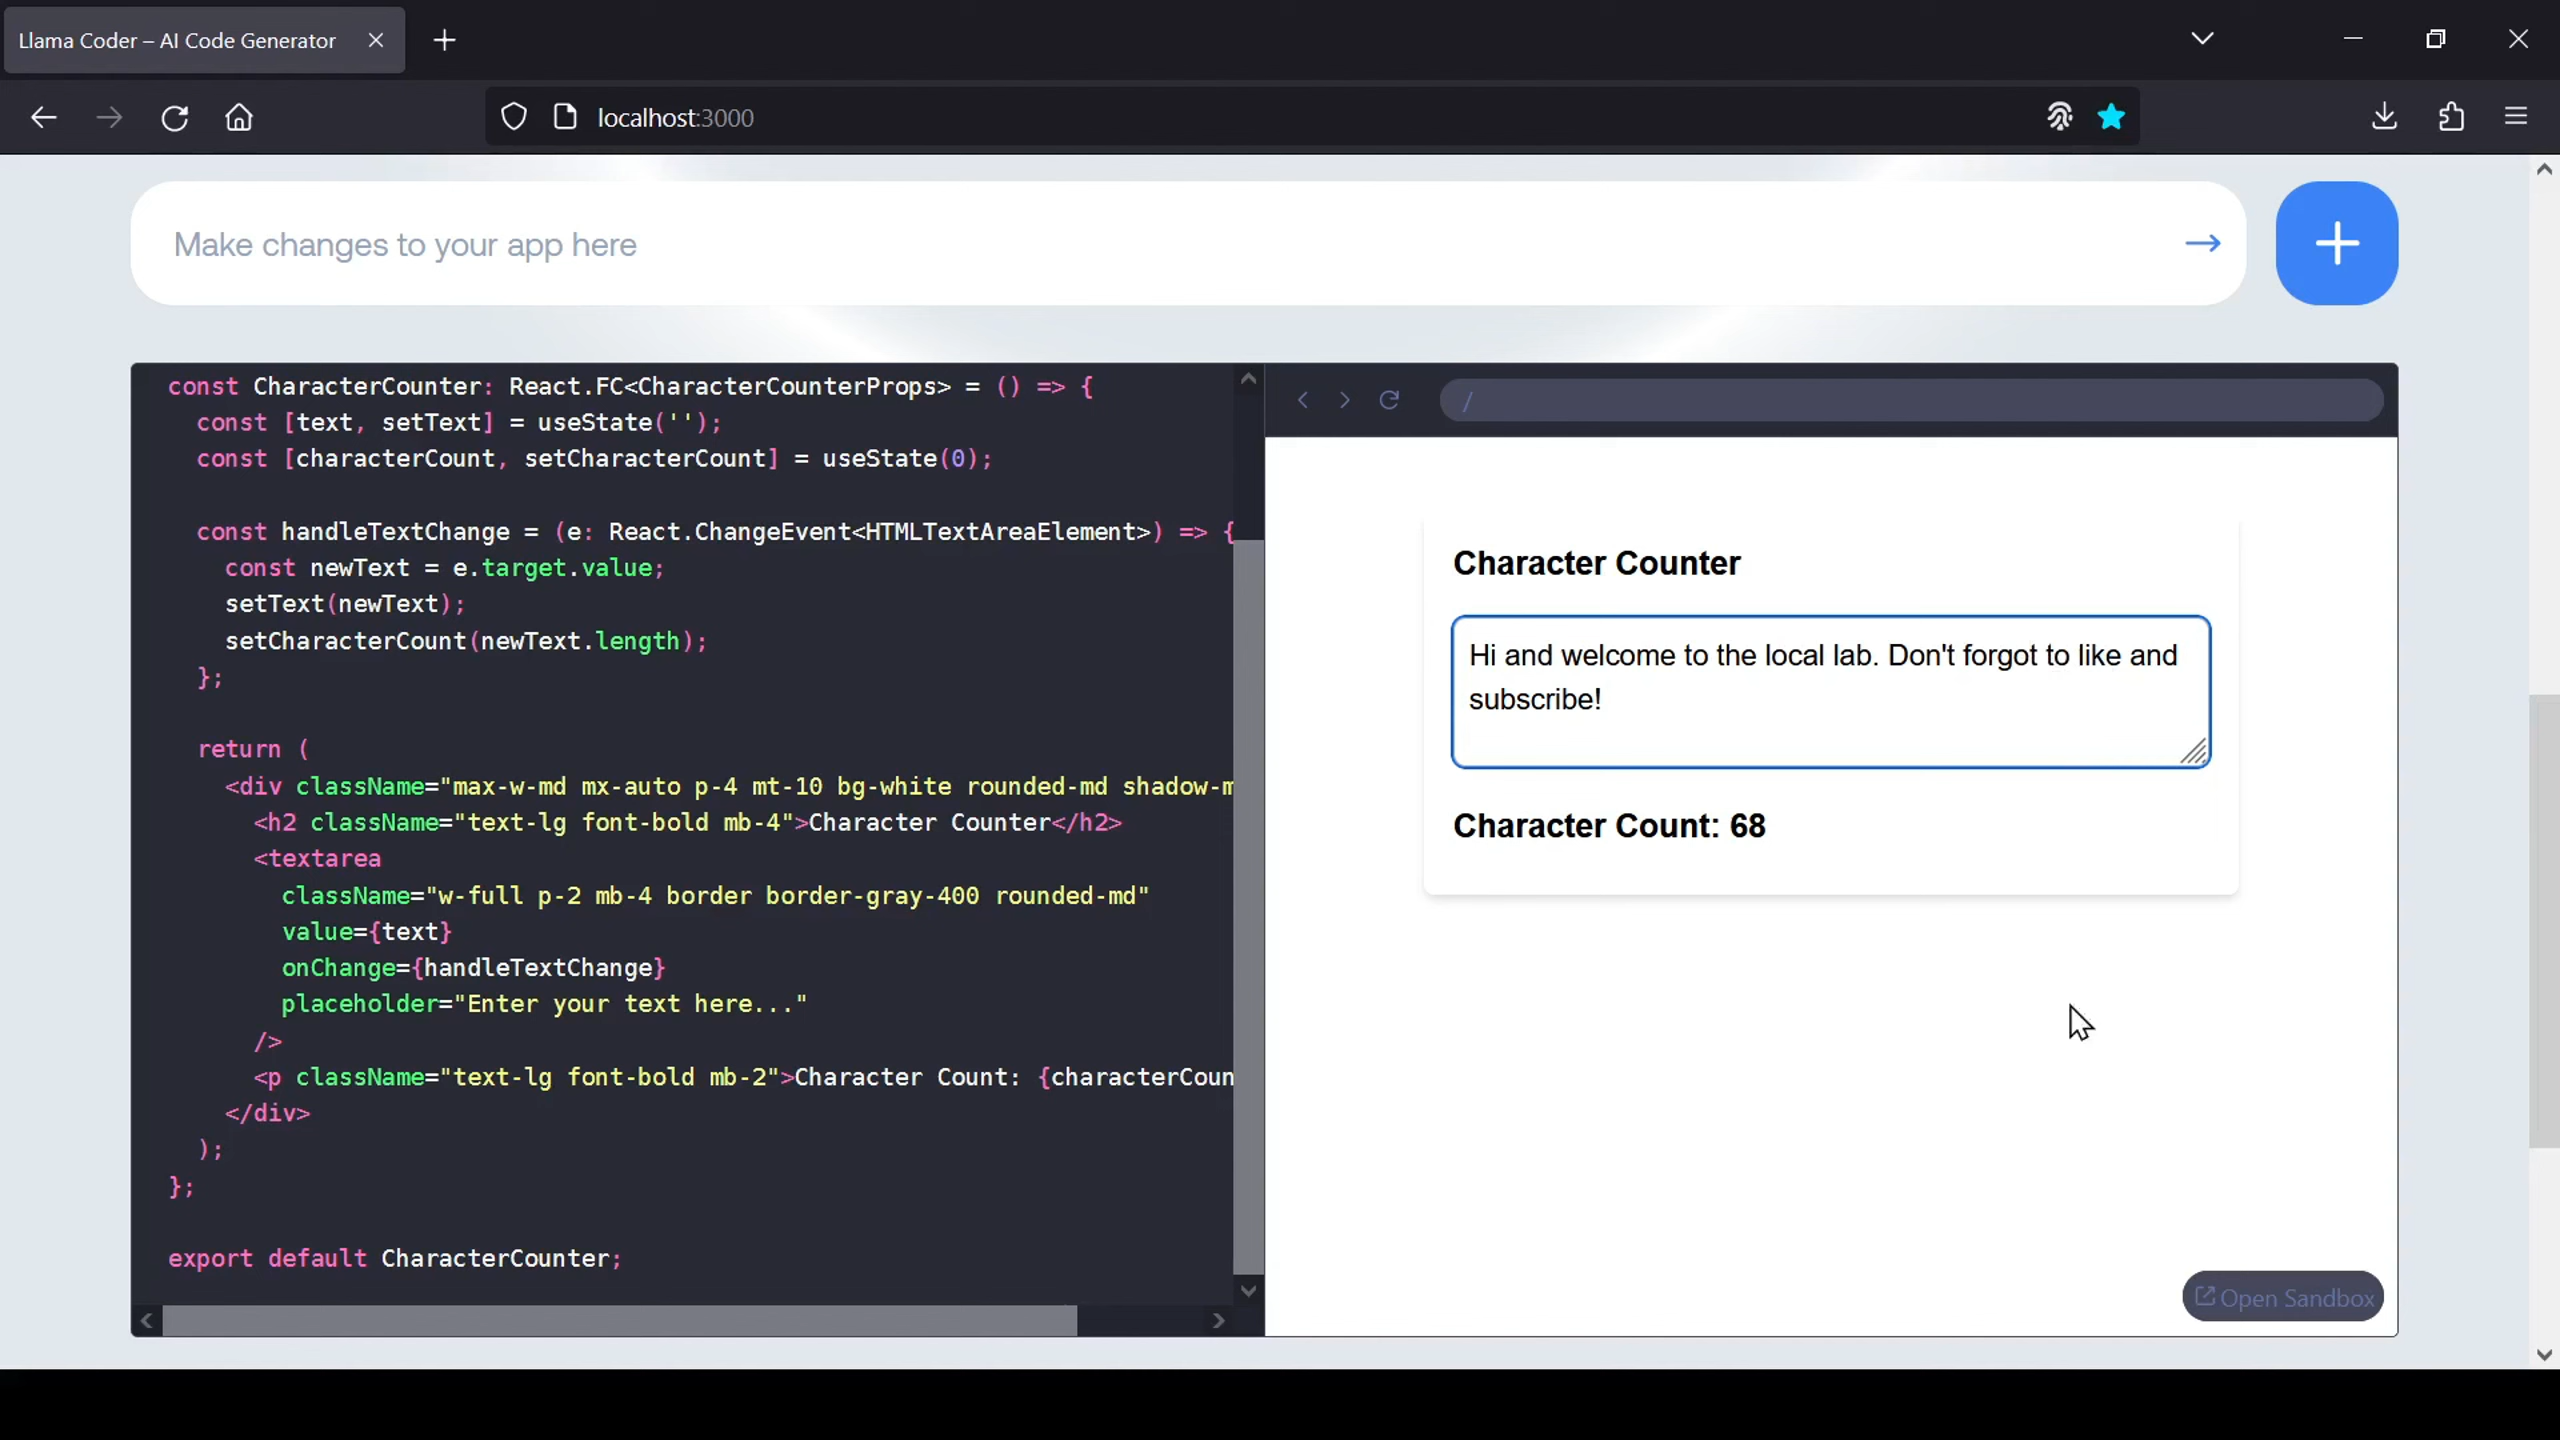 Llama Coder – AI Code Generator
localhost:3000
Make changes to your app here
const CharacterCounter: React.FC<CharacterCounterProps> = () => {
const [text, setText] = useState('');
const [characterCount, setCharacterCount] = useState(0);
const handleTextChange = (e: React.ChangeEvent<HTMLTextAreaElement>) => {
const newText = e.target.value;
setText(newText);
setCharacterCount(newText.length);
};
return (
<div className="max-w-md mx-auto p-4 mt-10 bg-white rounded-md shadow-m
<h2 className="text-lg font-bold mb-4">Character Counter</h2>
<textarea
className="w-full p-2 mb-4 border border-gray-400 rounded-md"
value={text}
onChange={handleTextChange}
placeholder="Enter your text here..."
/>
<p className="text-lg font-bold mb-2">Character Count: {characterCoun
</div>
);
};
export default CharacterCounter;
/
Character Counter
Hi and welcome to the local lab. Don't forgot to like and
subscribe!
Character Count: 68
Open Sandbox